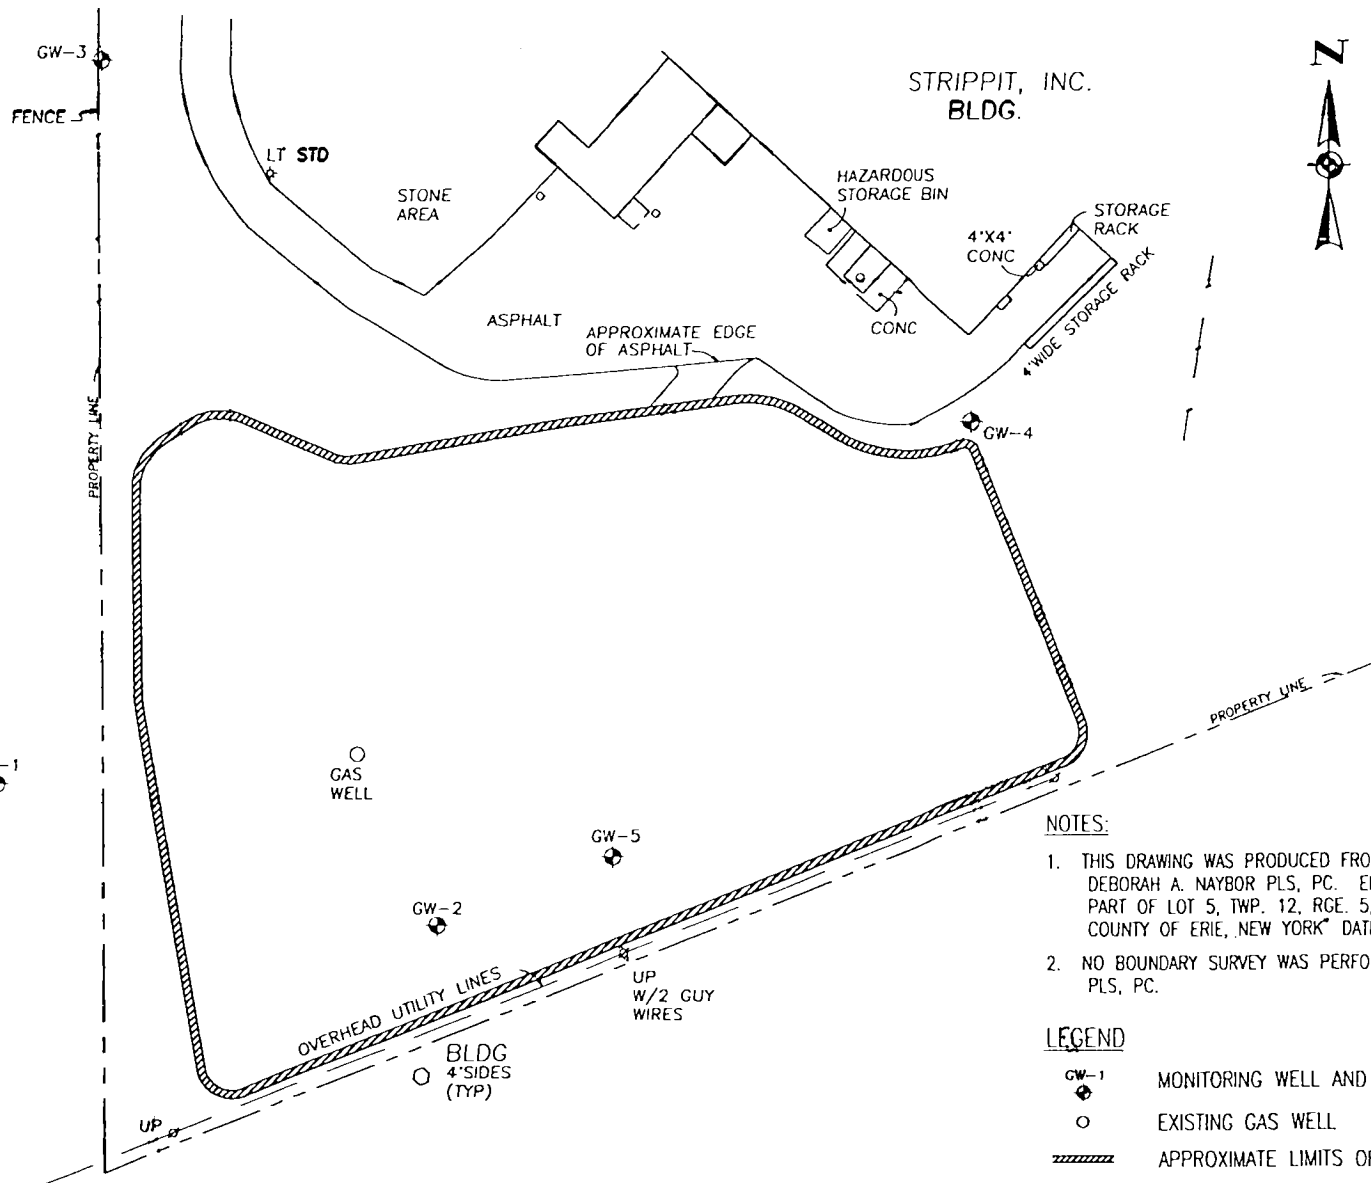 GW-3
N
STRIPPIT, INC.
BLDG.
FENCE
LT STD
STONE
AREA
HAZARDOUS
STORAGE BIN
STORAGE
RACK
4'X4'
CONC
CONC
4'WIDE STORAGE RACK
ASPHALT
APPROXIMATE EDGE
OF ASPHALT
PROPERTY LINE
GW-4
PROPERTY LINE
-1
GAS
WELL
GW-5
GW-2
OVERHEAD UTILITY LINES
UP
W/2 GUY
WIRES
BLDG
4'SIDES
(TYP)
UP
NOTES:
1. THIS DRAWING WAS PRODUCED FRO
DEBORAH A. NAYBOR PLS, PC. E
PART OF LOT 5, TWP. 12, RGE. 5,
COUNTY OF ERIE, NEW YORK" DAT
2. NO BOUNDARY SURVEY WAS PERFO
PLS, PC.
LEGEND
GW-1 MONITORING WELL AND
EXISTING GAS WELL
APPROXIMATE LIMITS O